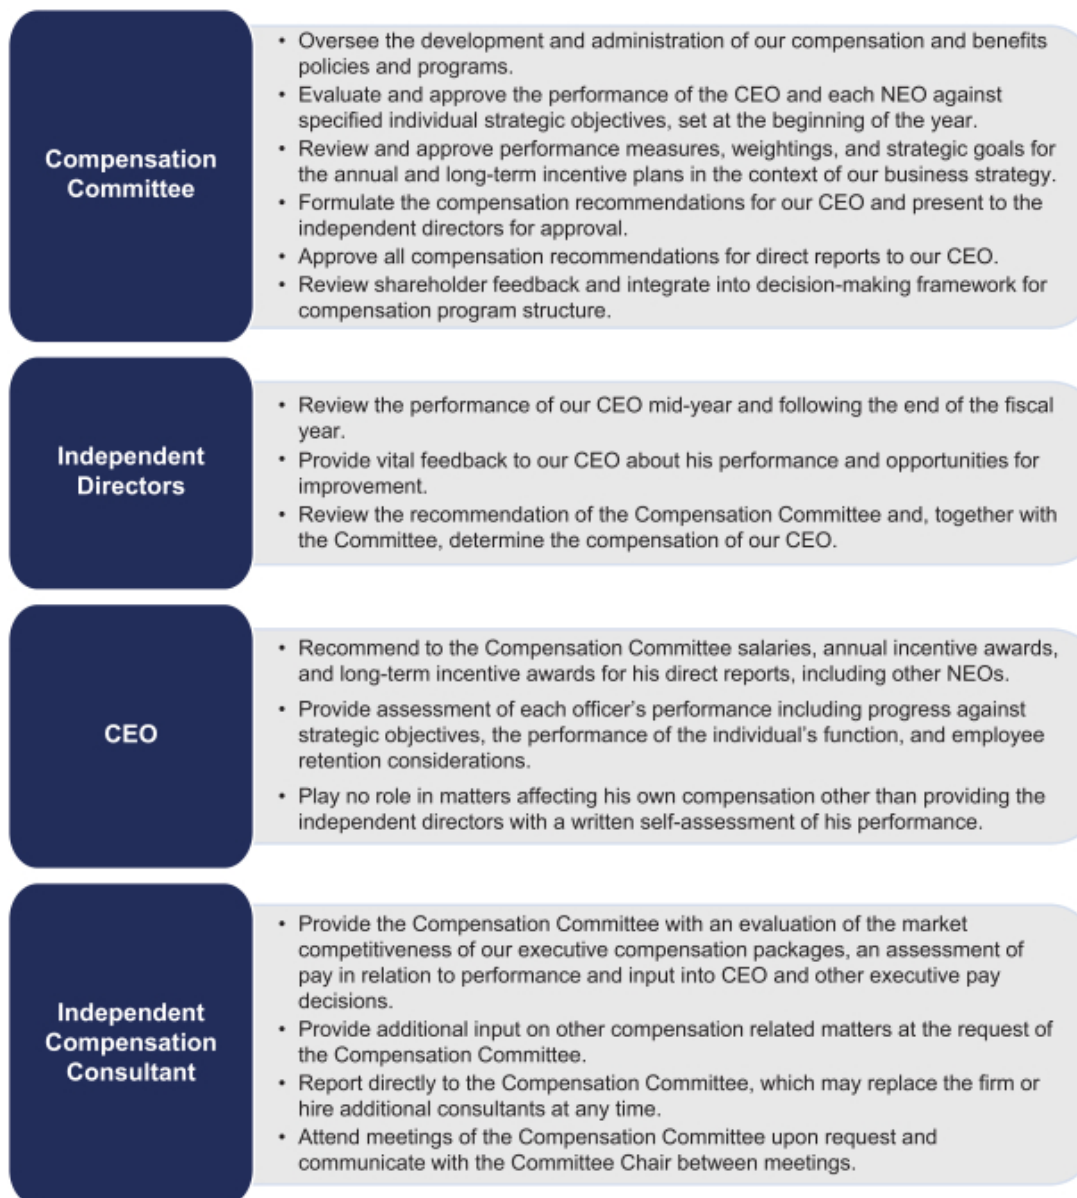 Compensation
Committee
• Oversee the development and administration of our compensation and benefits
policies and programs.
• Evaluate and approve the performance of the CEO and each NEO against
specified individual strategic objectives, set at the beginning of the year.
• Review and approve performance measures, weightings, and strategic goals for
the annual and long-term incentive plans in the context of our business strategy.
• Formulate the compensation recommendations for our CEO and present to the
independent directors for approval.
• Approve all compensation recommendations for direct reports to our CEO.
• Review shareholder feedback and integrate into decision-making framework for
compensation program structure.
Independent
Directors
• Review the performance of our CEO mid-year and following the end of the fiscal
year.
• Provide vital feedback to our CEO about his performance and opportunities for
improvement.
• Review the recommendation of the Compensation Committee and, together with
the Committee, determine the compensation of our CEO.
CEO
• Recommend to the Compensation Committee salaries, annual incentive awards,
and long-term incentive awards for his direct reports, including other NEOs.
• Provide assessment of each officer’s performance including progress against
strategic objectives, the performance of the individual’s function, and employee
retention considerations.
• Play no role in matters affecting his own compensation other than providing the
independent directors with a written self-assessment of his performance.
Independent
Compensation
Consultant
• Provide the Compensation Committee with an evaluation of the market
competitiveness of our executive compensation packages, an assessment of
pay in relation to performance and input into CEO and other executive pay
decisions.
• Provide additional input on other compensation related matters at the request of
the Compensation Committee.
• Report directly to the Compensation Committee, which may replace the firm or
hire additional consultants at any time.
• Attend meetings of the Compensation Committee upon request and
communicate with the Committee Chair between meetings.